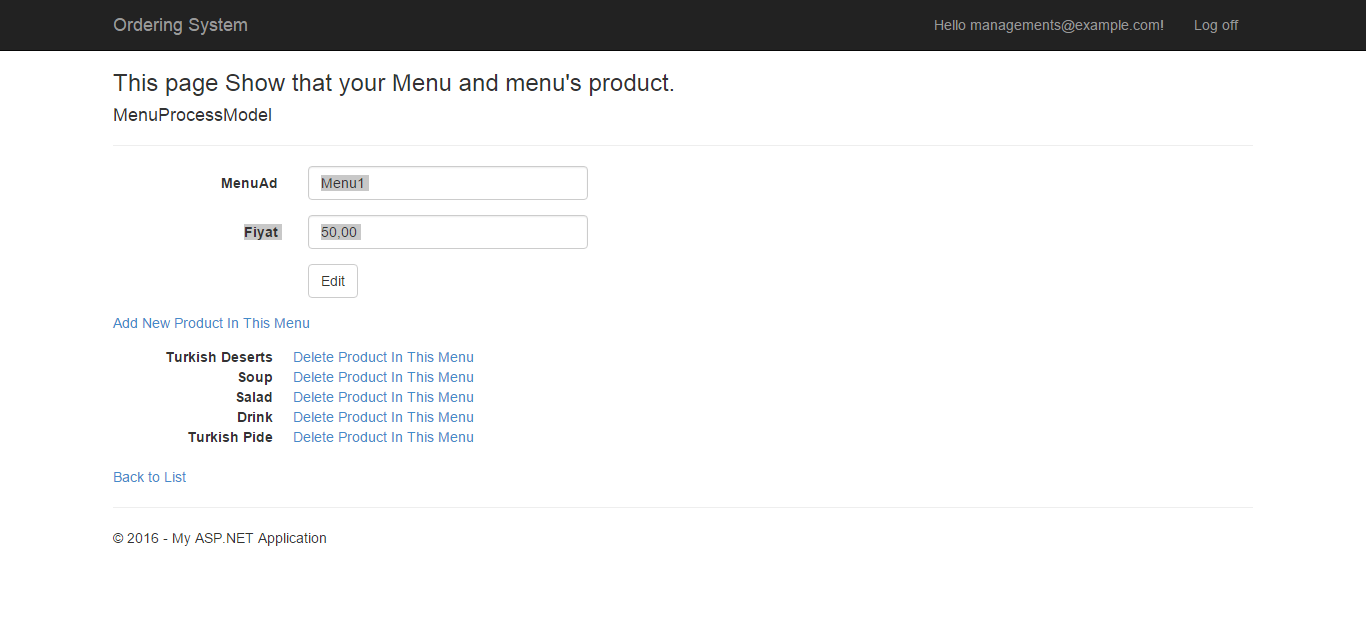 Ordering System Hello managements@example.com! Log off
This page Show that your Menu and menu's product.
MenuProcessModel
MenuAd Menu1
Fiyat 50,00
Edit
Add New Product In This Menu
Turkish Deserts Delete Product In This Menu
Soup Delete Product In This Menu
Salad Delete Product In This Menu
Drink Delete Product In This Menu
Turkish Pide Delete Product In This Menu
Back to List
© 2016 - My ASP.NET Application